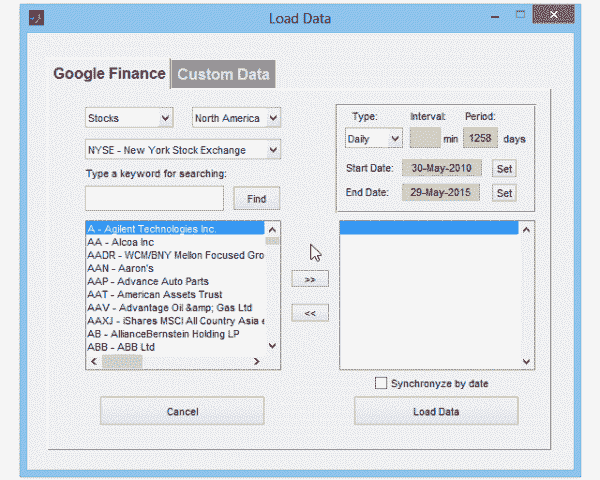 Load Data
Google Finance Custom Data
Stocks North America
NYSE - New York Stock Exchange
Type a keyword for searching:
Find
A - Agilent Technologies Inc.
AA - Alcoa Inc
AADR - WCM/BNY Mellon Focused Gro
AAN - Aaron's
AAP - Advance Auto Parts
AAT - American Assets Trust
AAV - Advantage Oil &amp; Gas Ltd
AAXJ - iShares MSCI All Country Asia e
AB - AllianceBernstein Holding LP
ABB - ABB Ltd
Cancel
>>
<<
Type: Interval: Period:
Daily min 1258 days
Start Date: 30-May-2010 Set
End Date: 29-May-2015 Set
Synchronyze by date
Load Data